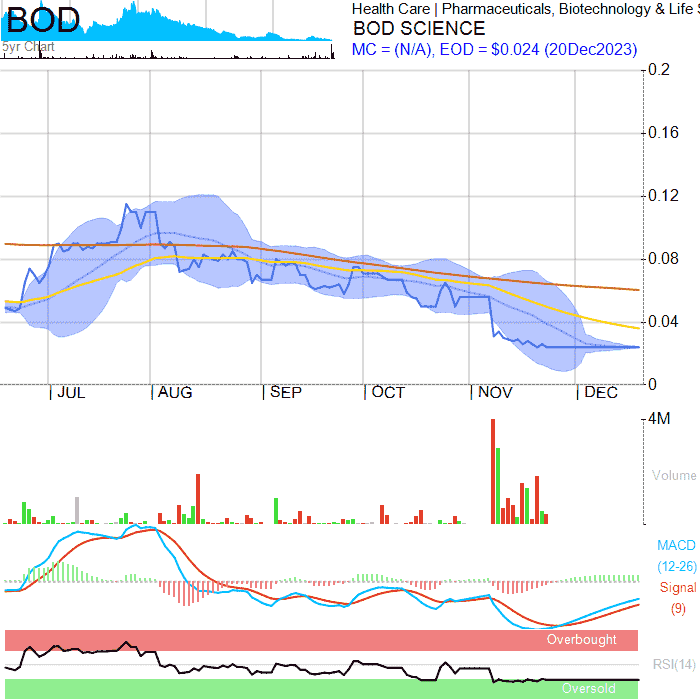 BOD
5yr Chart
Health Care | Pharmaceuticals, Biotechnology & Life S
BOD SCIENCE
MC = (N/A), EOD = $0.024 (20Dec2023)
0.2
0.16
0.12
0.08
0.04
0
JUL AUG SEP OCT NOV DEC
4M
Volume
MACD
(12-26)
Signal
(9)
Overbought
RSI(14)
Oversold